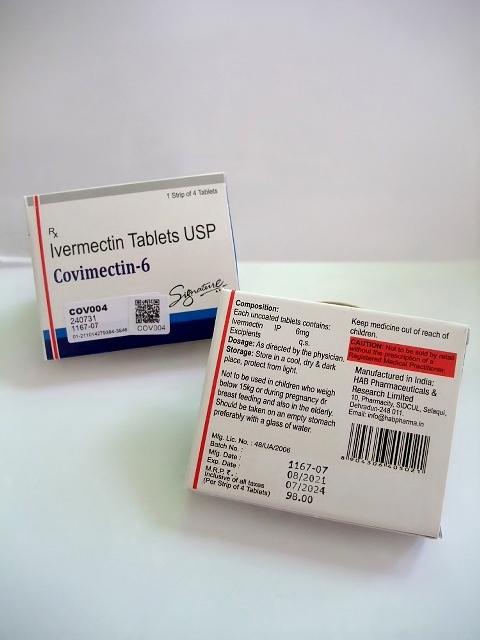 1 Strip of 4 Tablets
Rx
Ivermectin Tablets USP
Covimectin-6
Signature
COV004
240731
1167-07
COV004
Composition:
Each uncoated tablets contains:
Ivermectin IP 6mg
Excipients q.s.
Dosage: As directed by the physician.
Storage: Store in a cool, dry & dark
place, protect from light.
Not to be used in children who weigh
below 15kg or during pregnancy or
breast feeding and also in the elderly.
Should be taken on an empty stomach
preferably with a glass of water.
Mfg. Lic. No. : 48/UA/2006
Batch No. : 1167-07
Mfg. Date : 08/2021
Exp. Date : 07/2024
M.R.P ₹. : 98.00
Inclusive of all taxes
(Per Strip of 4 Tablets)
Keep medicine out of reach of
children.
CAUTION: Not to be sold by retail
without the prescription of a
Registered Medical Practitioner.
Manufactured in India:
HAB Pharmaceuticals &
Research Limited
10, Pharmacity, SIDCUL, Selaqui,
Dehradun-248 011.
Email: info@habpharma.in